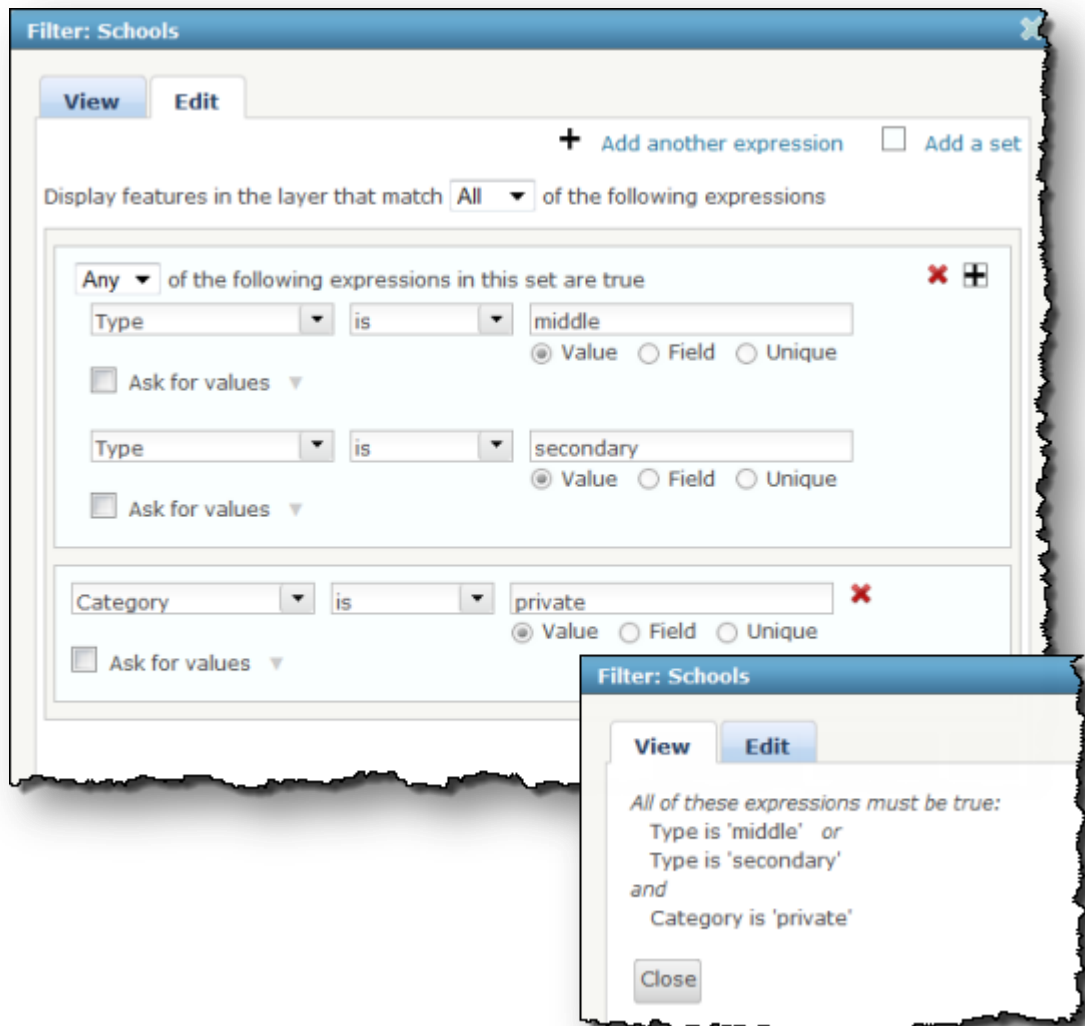 Filter: Schools
View Edit
Add another expression Add a set
Display features in the layer that match All of the following expressions
Any of the following expressions in this set are true
Type is middle
Value Field Unique
Ask for values
Type is secondary
Value Field Unique
Ask for values
Category is private
Value Field Unique
Ask for values
Filter: Schools
View Edit
All of these expressions must be true:
Type is 'middle' or
Type is 'secondary'
and
Category is 'private'
Close